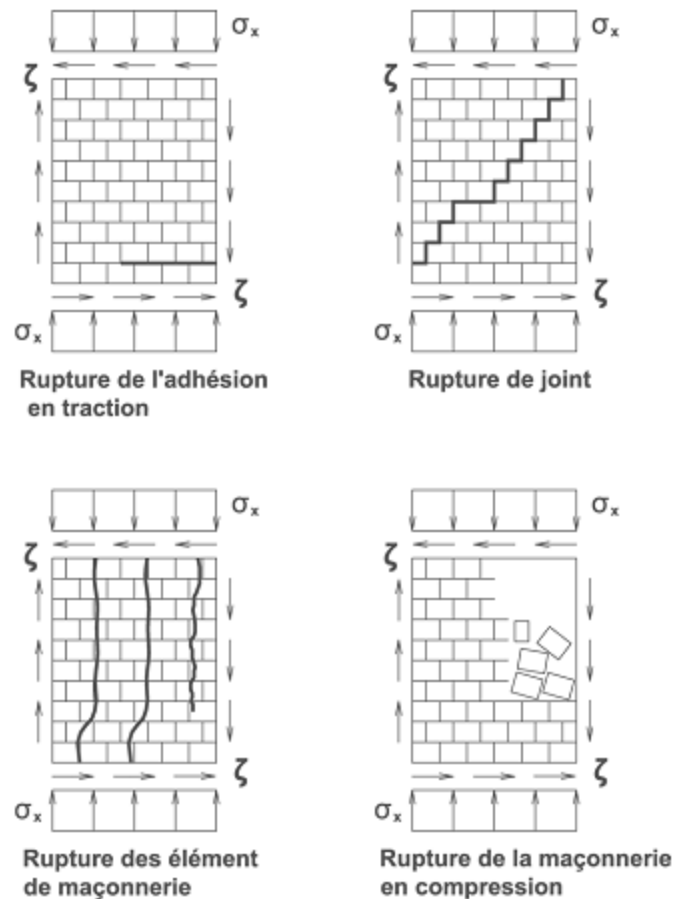 σx
σx
ζ
ζ
ζ
ζ
σx
σx
Rupture de l'adhésion
en traction
Rupture de joint
σx
σx
ζ
ζ
ζ
ζ
σx
σx
Rupture des élément
de maçonnerie
Rupture de la maçonnerie
en compression